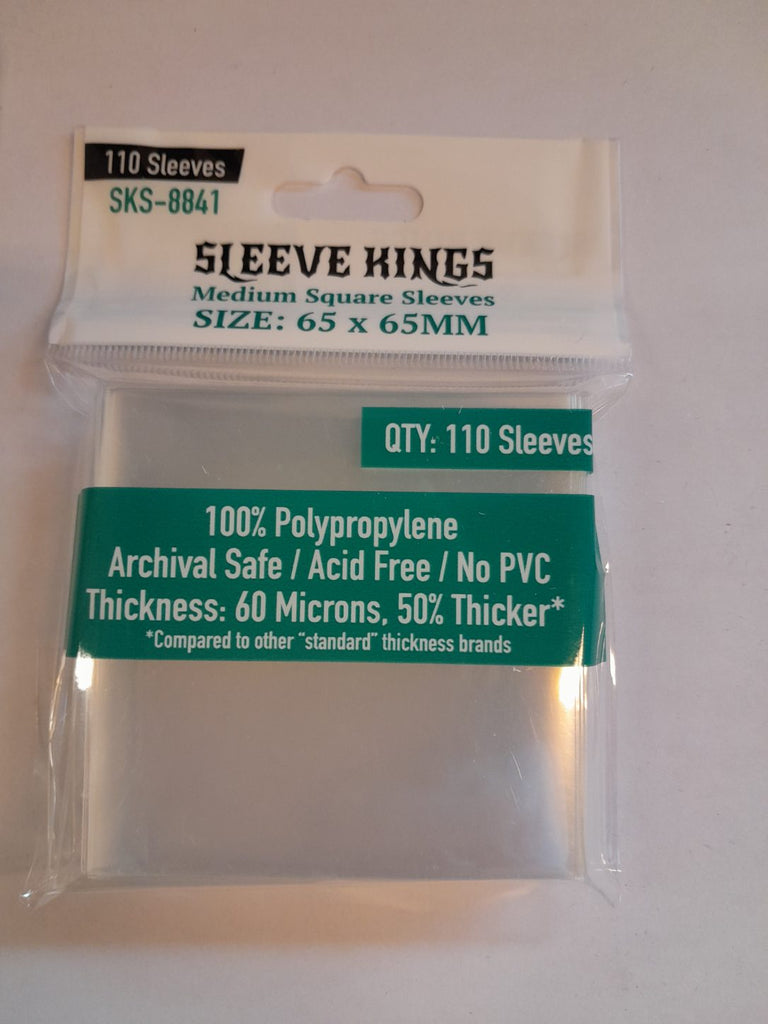 110 Sleeves
SKS-8841
SLEEVE KINGS
Medium Square Sleeves
SIZE: 65 x 65MM
QTY: 110 Sleeves
100% Polypropylene
Archival Safe / Acid Free / No PVC
Thickness: 60 Microns, 50% Thicker*
*Compared to other "standard" thickness brands